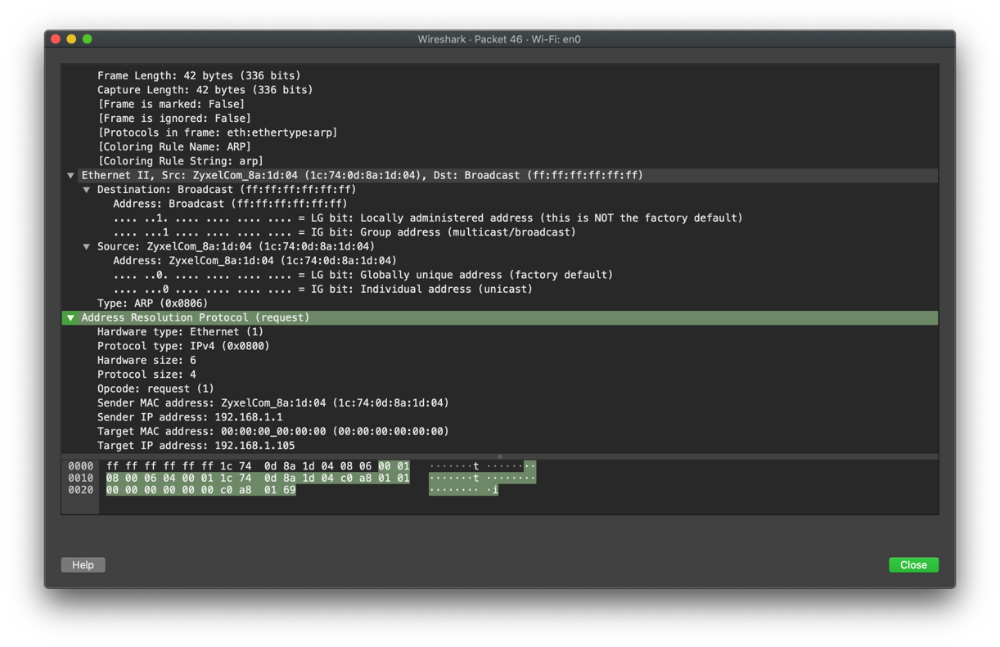 Wireshark · Packet 46 · Wi-Fi: en0
Frame Length: 42 bytes (336 bits)
Capture Length: 42 bytes (336 bits)
[Frame is marked: False]
[Frame is ignored: False]
[Protocols in frame: eth:ethertype:arp]
[Coloring Rule Name: ARP]
[Coloring Rule String: arp]
Ethernet II, Src: ZyxelCom_8a:1d:04 (1c:74:0d:8a:1d:04), Dst: Broadcast (ff:ff:ff:ff:ff:ff)
Destination: Broadcast (ff:ff:ff:ff:ff:ff)
Address: Broadcast (ff:ff:ff:ff:ff:ff)
.... ..1. .... .... .... .... = LG bit: Locally administered address (this is NOT the factory default)
.... ...1 .... .... .... .... = IG bit: Group address (multicast/broadcast)
Source: ZyxelCom_8a:1d:04 (1c:74:0d:8a:1d:04)
Address: ZyxelCom_8a:1d:04 (1c:74:0d:8a:1d:04)
.... ..0. .... .... .... .... = LG bit: Globally unique address (factory default)
.... ...0 .... .... .... .... = IG bit: Individual address (unicast)
Type: ARP (0x0806)
Address Resolution Protocol (request)
Hardware type: Ethernet (1)
Protocol type: IPv4 (0x0800)
Hardware size: 6
Protocol size: 4
Opcode: request (1)
Sender MAC address: ZyxelCom_8a:1d:04 (1c:74:0d:8a:1d:04)
Sender IP address: 192.168.1.1
Target MAC address: 00:00:00_00:00:00 (00:00:00:00:00:00)
Target IP address: 192.168.1.105
0000 ff ff ff ff ff ff 1c 74 0d 8a 1d 04 08 06 00 01 ·······t ········
0010 08 00 06 04 00 01 1c 74 0d 8a 1d 04 c0 a8 01 01 ·······t ········
0020 00 00 00 00 00 00 c0 a8 01 69 ········ ·i
Help
Close